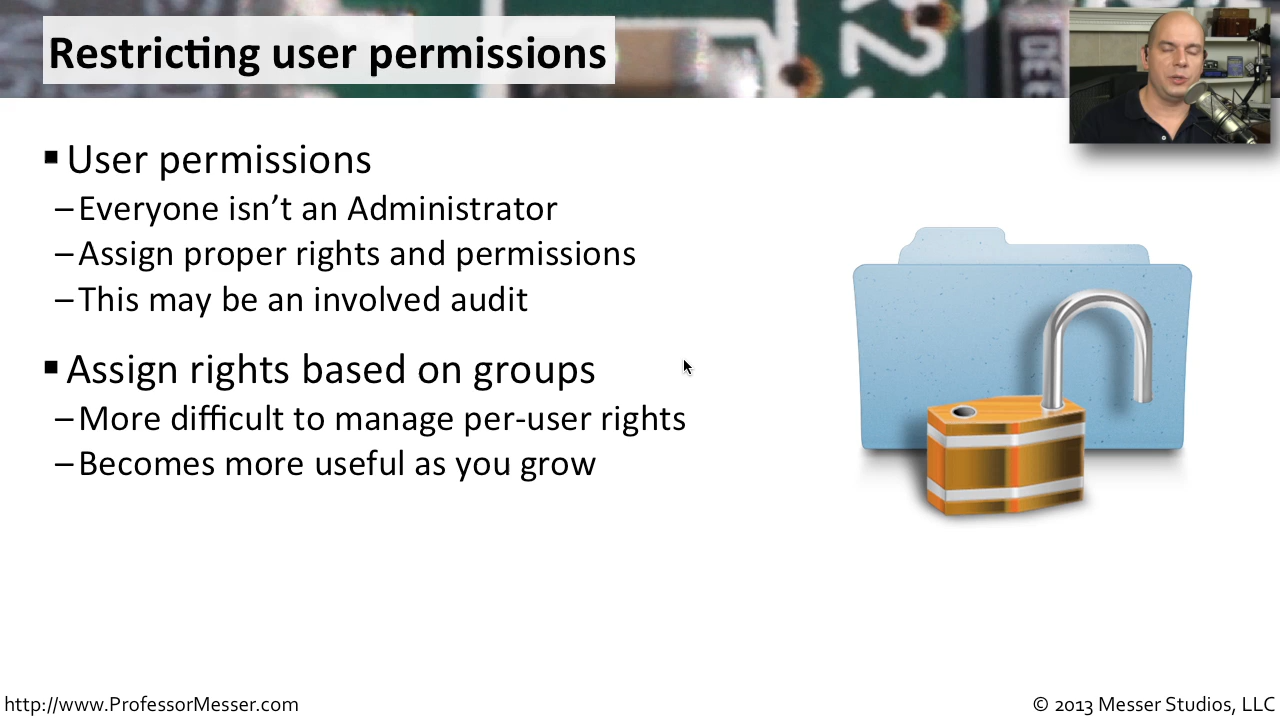 Restricting user permissions
▪ User permissions
– Everyone isn’t an Administrator
– Assign proper rights and permissions
– This may be an involved audit
▪ Assign rights based on groups
– More difficult to manage per-user rights
– Becomes more useful as you grow
http://www.ProfessorMesser.com
© 2013 Messer Studios, LLC